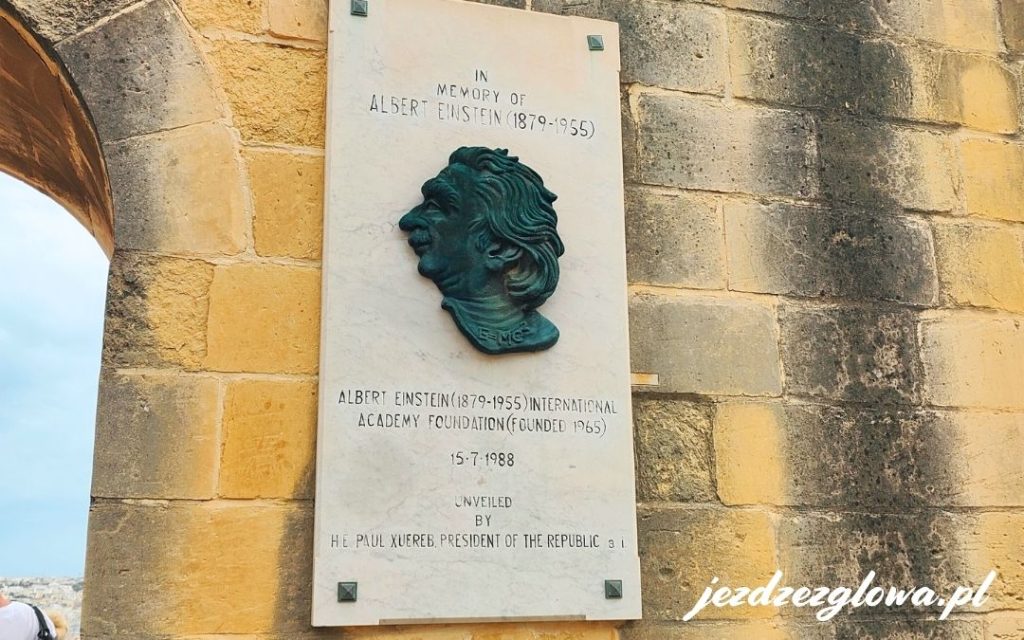 IN
MEMORY OF
ALBERT EINSTEIN (1879-1955)
E=MC²
ALBERT EINSTEIN (1879-1955) INTERNATIONAL
ACADEMY FOUNDATION (FOUNDED 1965)
15-7-1988
UNVEILED
BY
H.E. PAUL XUEREB, PRESIDENT OF THE REPUBLIC
jezdzezglowa.pl